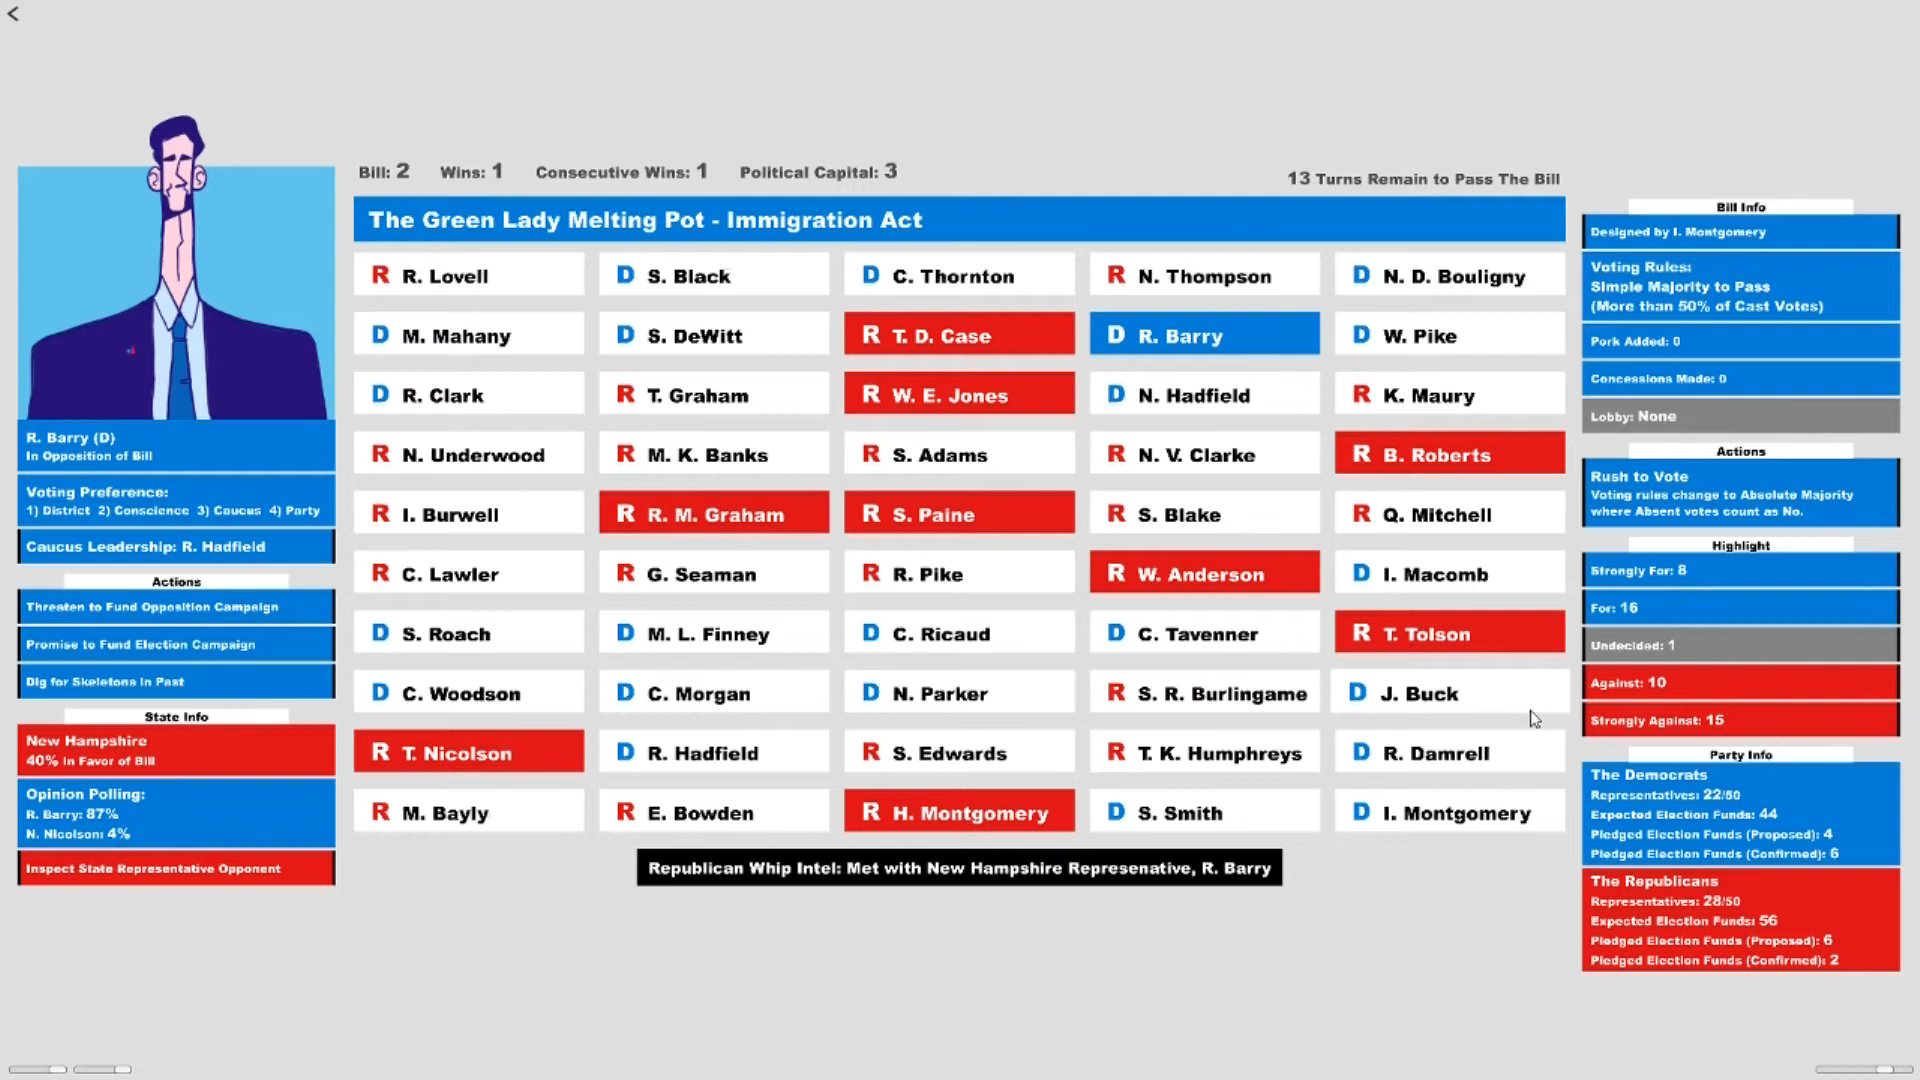 Bill: 2 Wins: 1 Consecutive Wins: 1 Political Capital: 3
13 Turns Remain to Pass The Bill
The Green Lady Melting Pot - Immigration Act
R R. Lovell D S. Black D C. Thornton R N. Thompson D N. D. Bouligny
D M. Mahany D S. DeWitt R T. D. Case D R. Barry D W. Pike
D R. Clark R T. Graham R W. E. Jones D N. Hadfield R K. Maury
R N. Underwood R M. K. Banks R S. Adams R N. V. Clarke R B. Roberts
R I. Burwell R R. M. Graham R S. Paine R S. Blake R Q. Mitchell
R C. Lawler R G. Seaman R R. Pike R W. Anderson D I. Macomb
D S. Roach D M. L. Finney D C. Ricaud D C. Tavenner R T. Tolson
D C. Woodson D C. Morgan D N. Parker R S. R. Burlingame D J. Buck
R T. Nicolson D R. Hadfield R S. Edwards R T. K. Humphreys D R. Damrell
R M. Bayly R E. Bowden R H. Montgomery D S. Smith D I. Montgomery
Republican Whip Intel: Met with New Hampshire Represenative, R. Barry
R. Barry (D)
In Opposition of Bill
Voting Preference:
1) District 2) Conscience 3) Caucus 4) Party
Caucus Leadership: R. Hadfield
Actions
Threaten to Fund Opposition Campaign
Promise to Fund Election Campaign
Dig for Skeletons in Past
State Info
New Hampshire
40% In Favor of Bill
Opinion Polling:
R. Barry: 87%
N. Nicolson: 4%
Inspect State Representative Opponent
Bill Info
Designed by I. Montgomery
Voting Rules:
Simple Majority to Pass
(More than 50% of Cast Votes)
Pork Added: 0
Concessions Made: 0
Lobby: None
Actions
Rush to Vote
Voting rules change to Absolute Majority
where Absent votes count as No.
Highlight
Strongly For: 8
For: 16
Undecided: 1
Against: 10
Strongly Against: 15
Party Info
The Democrats
Representatives: 22/50
Expected Election Funds: 44
Pledged Election Funds (Proposed): 4
Pledged Election Funds (Confirmed): 6
The Republicans
Representatives: 28/50
Expected Election Funds: 56
Pledged Election Funds (Proposed): 6
Pledged Election Funds (Confirmed): 2